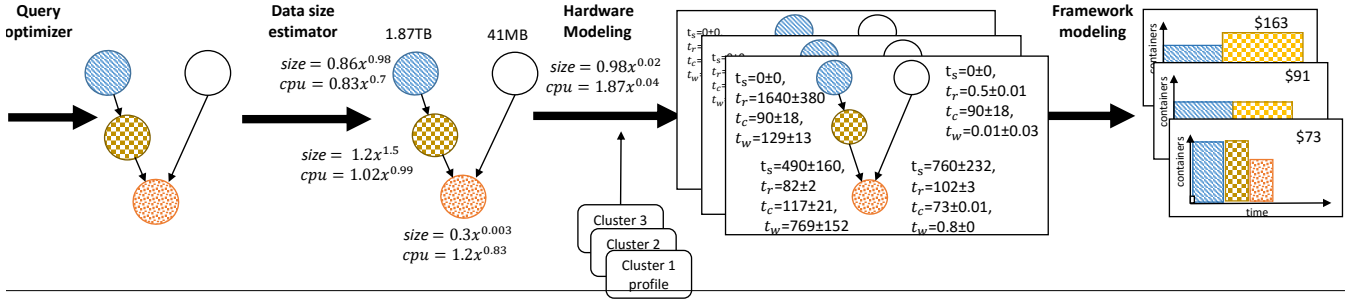 Query
optimizer
Data size
estimator
1.87TB
41MB
size = 0.86x^0.98
cpu = 0.83x^0.7
size = 1.2x^1.5
cpu = 1.02x^0.99
size = 0.3x^0.003
cpu = 1.2x^0.83
Hardware
Modeling
size = 0.98x^0.02
cpu = 1.87x^0.04
Cluster 3
Cluster 2
Cluster 1
profile
t_s=0±0
t_s=0±0,
t_r=1640±380
t_c=90±18,
t_w=129±13
t_s=0±0,
t_r=0.5±0.01
t_c=90±18,
t_w=0.01±0.03
t_s=490±160,
t_r=82±2
t_c=117±21,
t_w=769±152
t_s=760±232,
t_r=102±3
t_c=73±0.01,
t_w=0.8±0
Framework
modeling
$163
containers
$91
containers
$73
containers
time